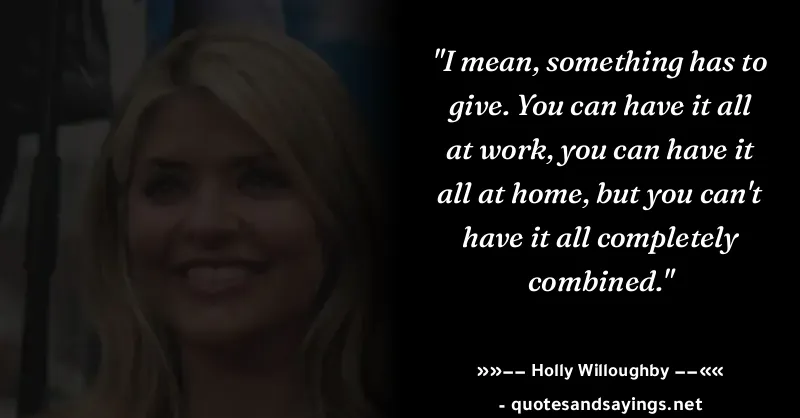 "I mean, something has to
give. You can have it all
at work, you can have it
all at home, but you can't
have it all completely
combined."
»»−− Holly Willoughby −−««
- quotesandsayings.net